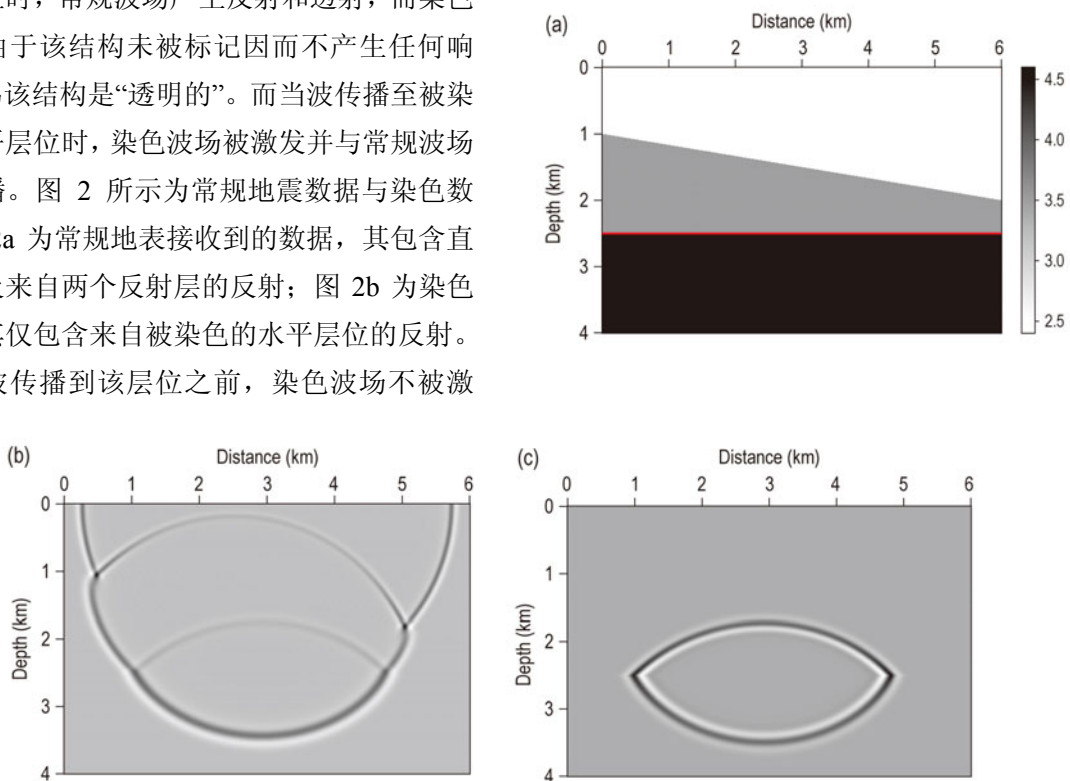 时，常规波场产生反射和透射，而染色
由于该结构未被标记因而不产生任何响
该结构是“透明的”。而当波传播至被染
层位时，染色波场被激发并与常规波场
。图 2 所示为常规地震数据与染色数
a 为常规地表接收到的数据，其包含直
来自两个反射层的反射；图 2b 为染色
仅包含来自被染色的水平层位的反射。
波传播到该层位之前，染色波场不被激
(a)
Distance (km)
0 1 2 3 4 5 6
Depth (km)
0
1
2
3
4
4.5
4.0
3.5
3.0
2.5
(b)
Distance (km)
0 1 2 3 4 5 6
Depth (km)
0
1
2
3
4
(c)
Distance (km)
0 1 2 3 4 5 6
Depth (km)
0
1
2
3
4